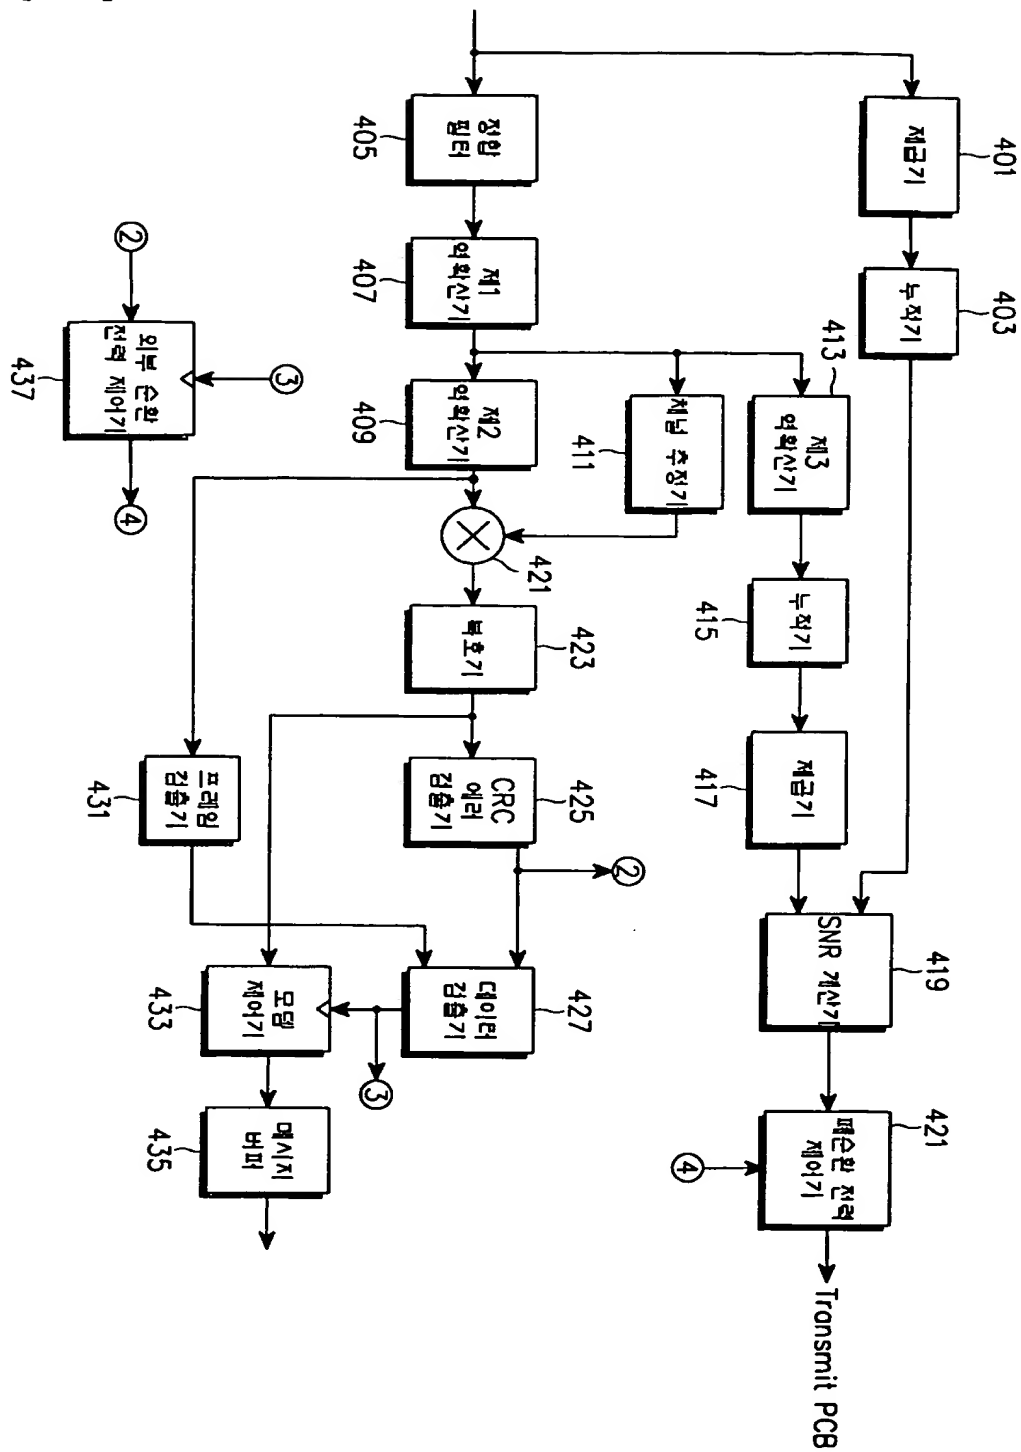 401
제곱기
403
누적기
413
제3
역확산기
415
누적기
417
제곱기
419
SNR 계산기
421
폐순환 전력
제어기
④
Transmit PCB
411
채널 추정기
405
정합
필터
407
제1
역확산기
409
제2
역확산기
421
423
복호기
425
CRC
에러
검출기
②
427
데이터
검출기
③
431
프레임
검출기
433
모뎀
제어기
435
메시지
버퍼
②
③
437
외부 순환
전력 제어기
④